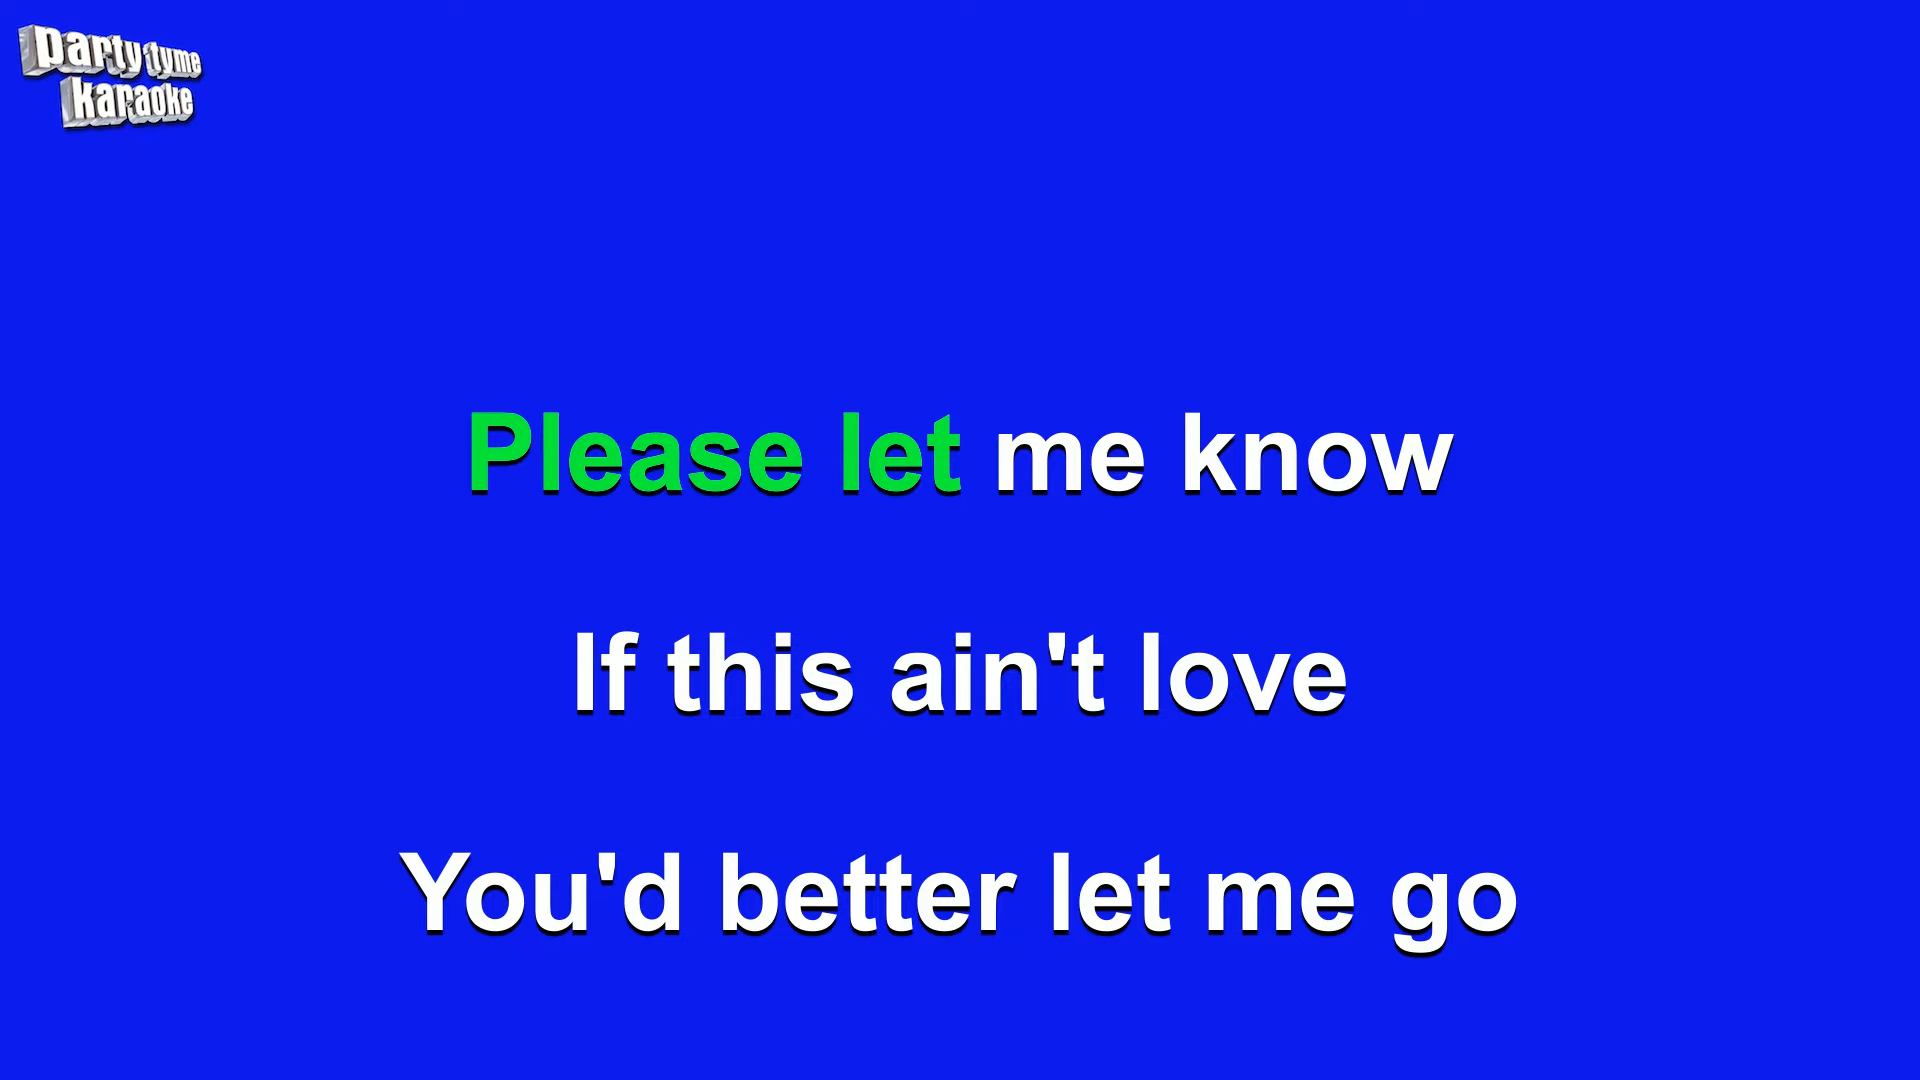 party tyme
karaoke
Please let me know
If this ain't love
You'd better let me go